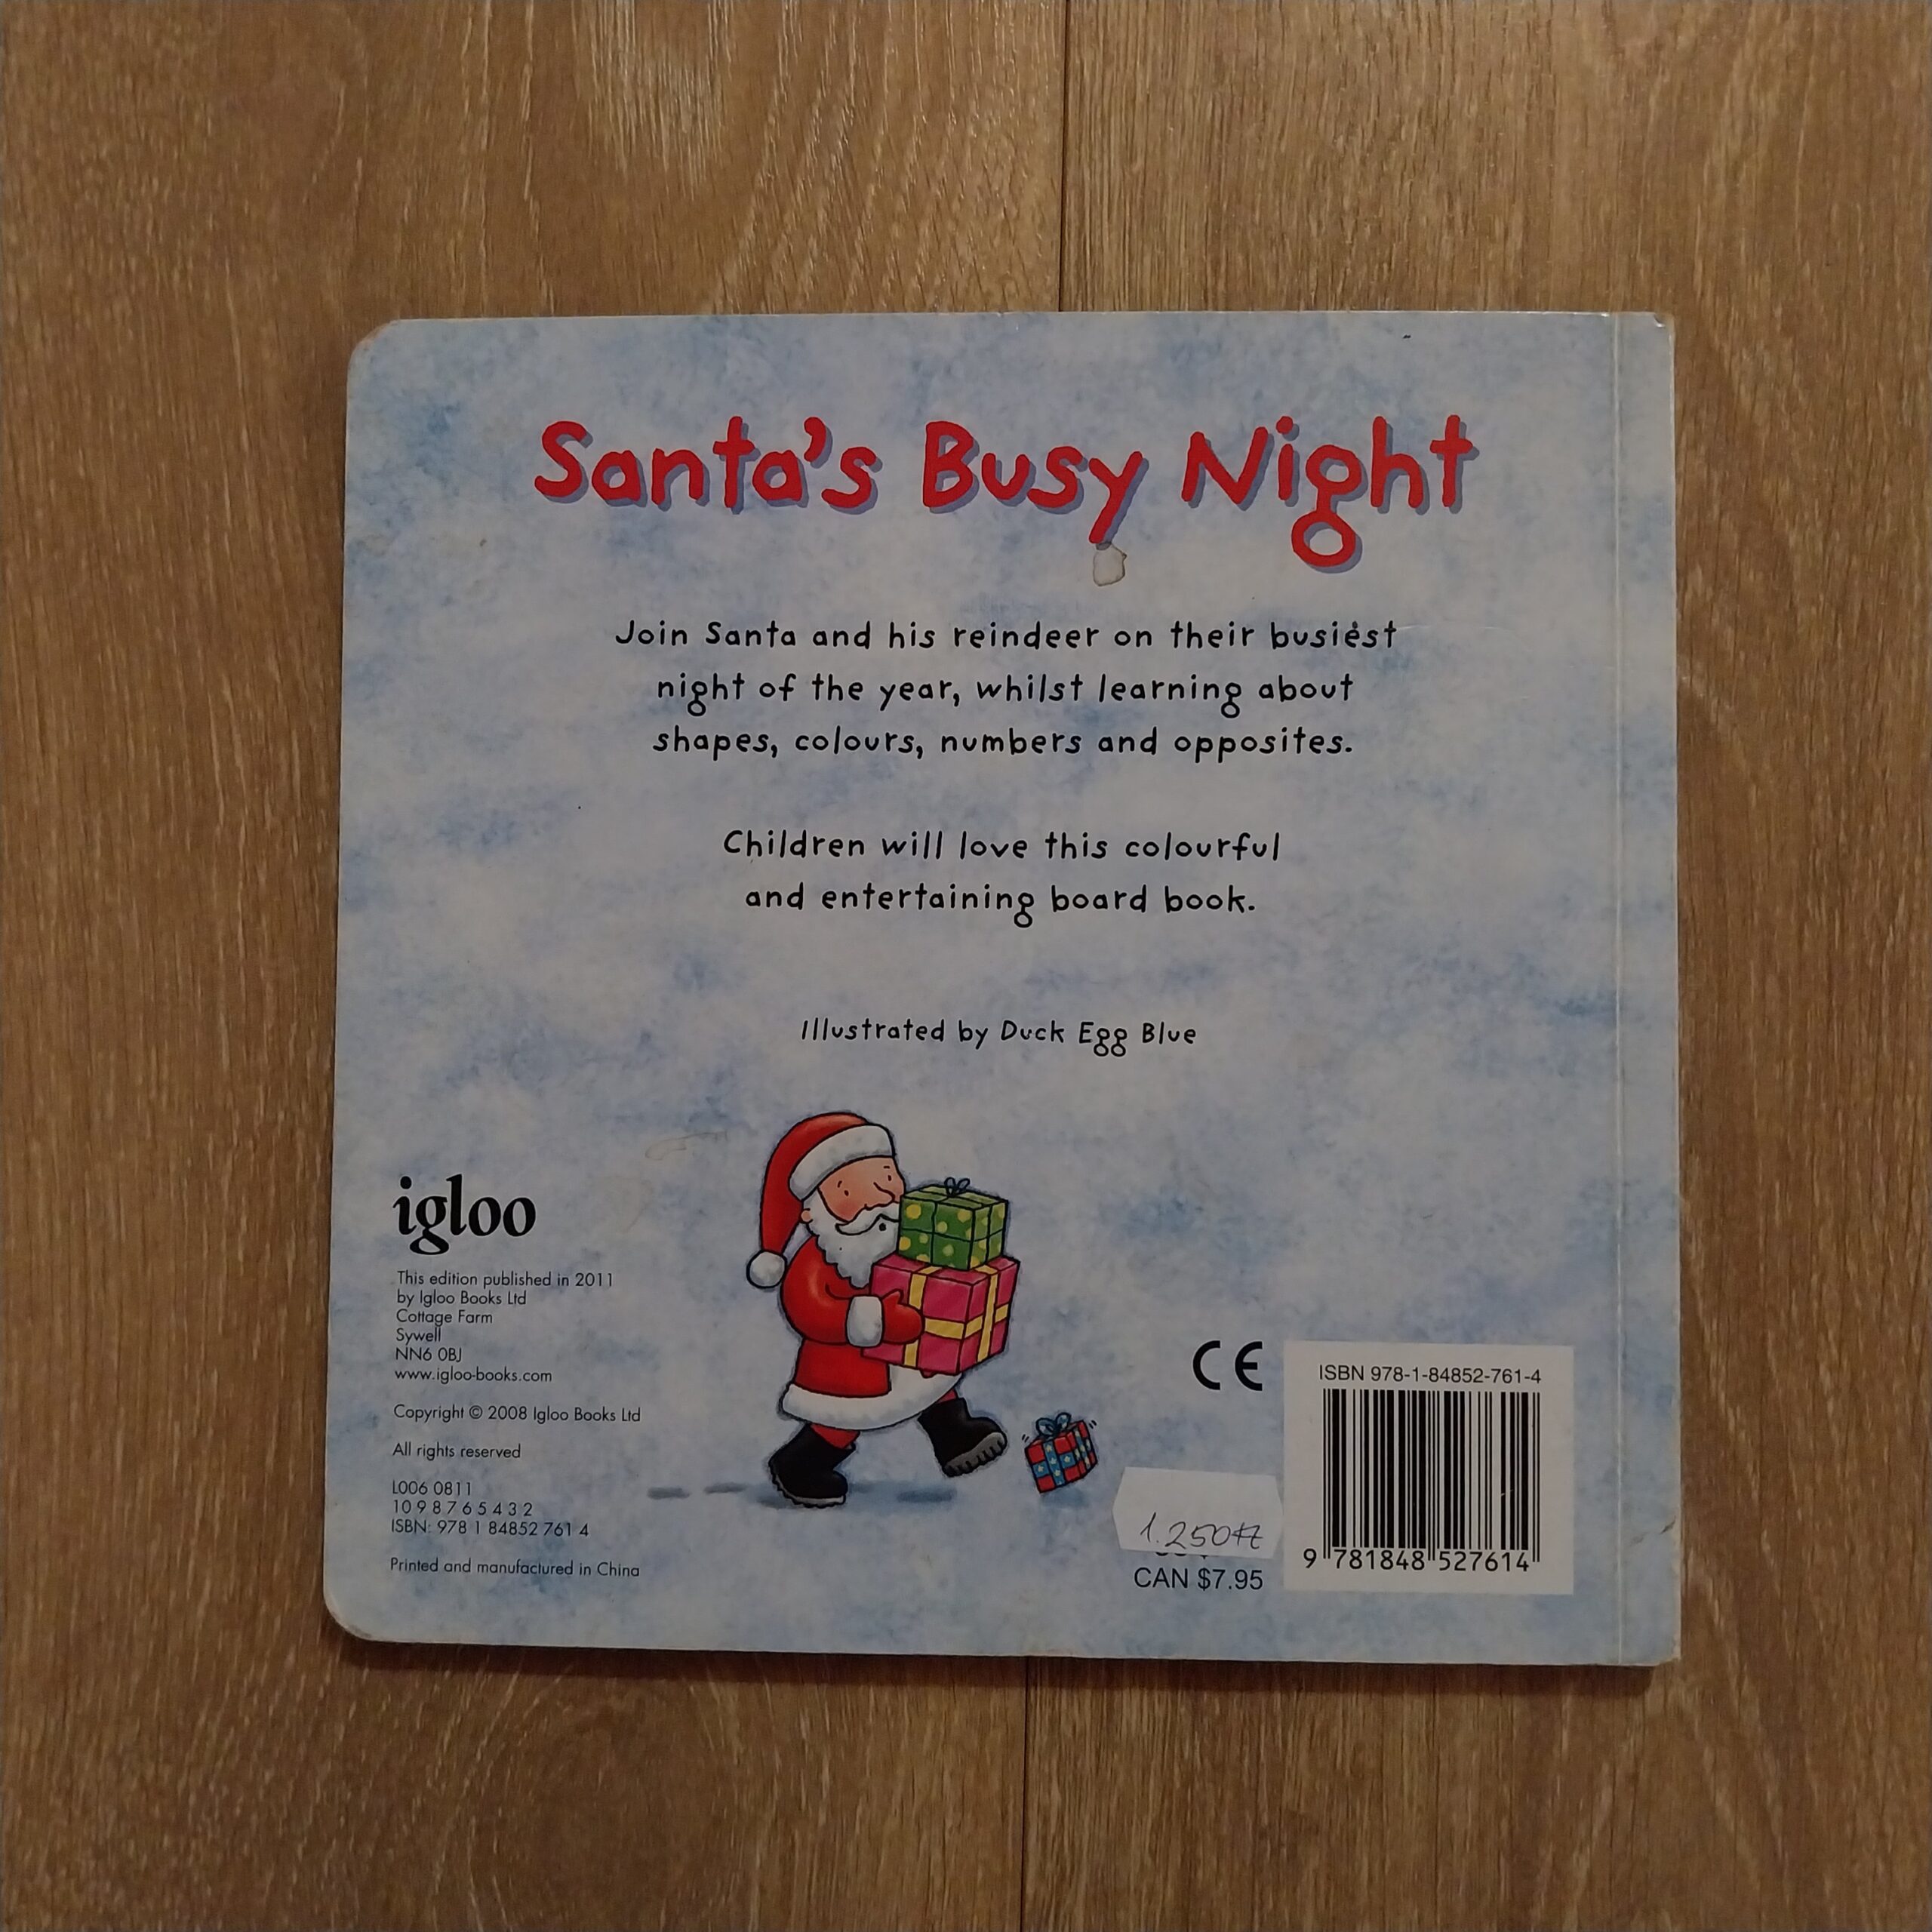 Santa's Busy Night
Join Santa and his reindeer on their busiest
night of the year, whilst learning about
shapes, colours, numbers and opposites.
Children will love this colourful
and entertaining board book.
Illustrated by Duck Egg Blue
igloo
This edition published in 2011
by Igloo Books Ltd
Cottage Farm
Sywell
NN6 0BJ
www.igloo-books.com
Copyright © 2008 Igloo Books Ltd
All rights reserved
L006 0811
10 9 8 7 6 5 4 3 2
ISBN: 978 1 84852 761 4
Printed and manufactured in China
CE
1.250 Ft
CAN $7.95
ISBN 978-1-84852-761-4
9 781848 527614